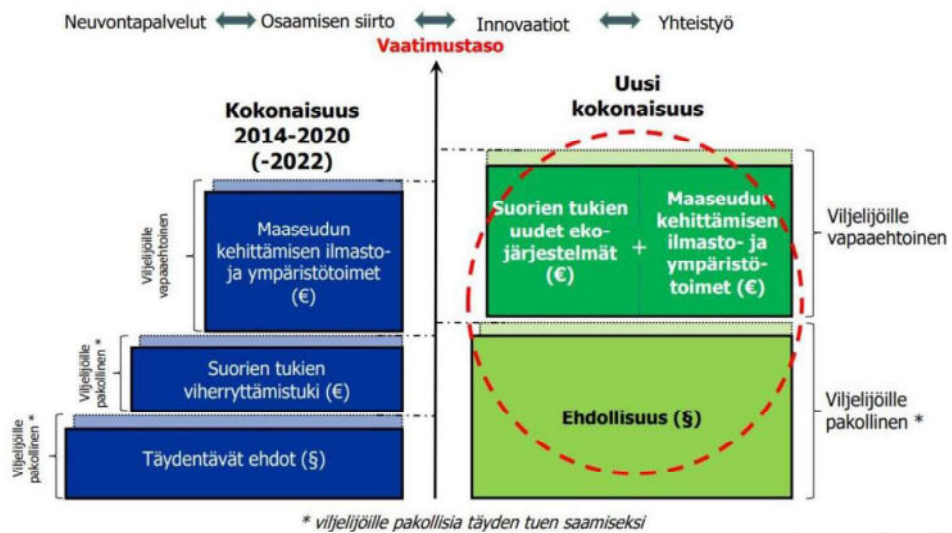 Neuvontapalvelut Osaamisen siirto Innovaatiot Yhteistyö
Vaatimustaso
Kokonaisuus
2014-2020
(-2022)
Viljelijöille
vapaaehtoinen
Maaseudun
kehittämisen ilmasto-
ja ympäristötoimet
(€)
Viljelijöille
pakollinen *
Suorien tukien
viherryttämistuki (€)
Viljelijöille
pakollinen *
Täydentävät ehdot (§)
Uusi
kokonaisuus
Suorien tukien
uudet eko-
järjestelmät
(€)
+
Maaseudun
kehittämisen
ilmasto- ja
ympäristö-
toimet (€)
Viljelijöille
vapaaehtoinen
Ehdollisuus (§)
Viljelijöille
pakollinen *
* viljelijöille pakollisia täyden tuen saamiseksi